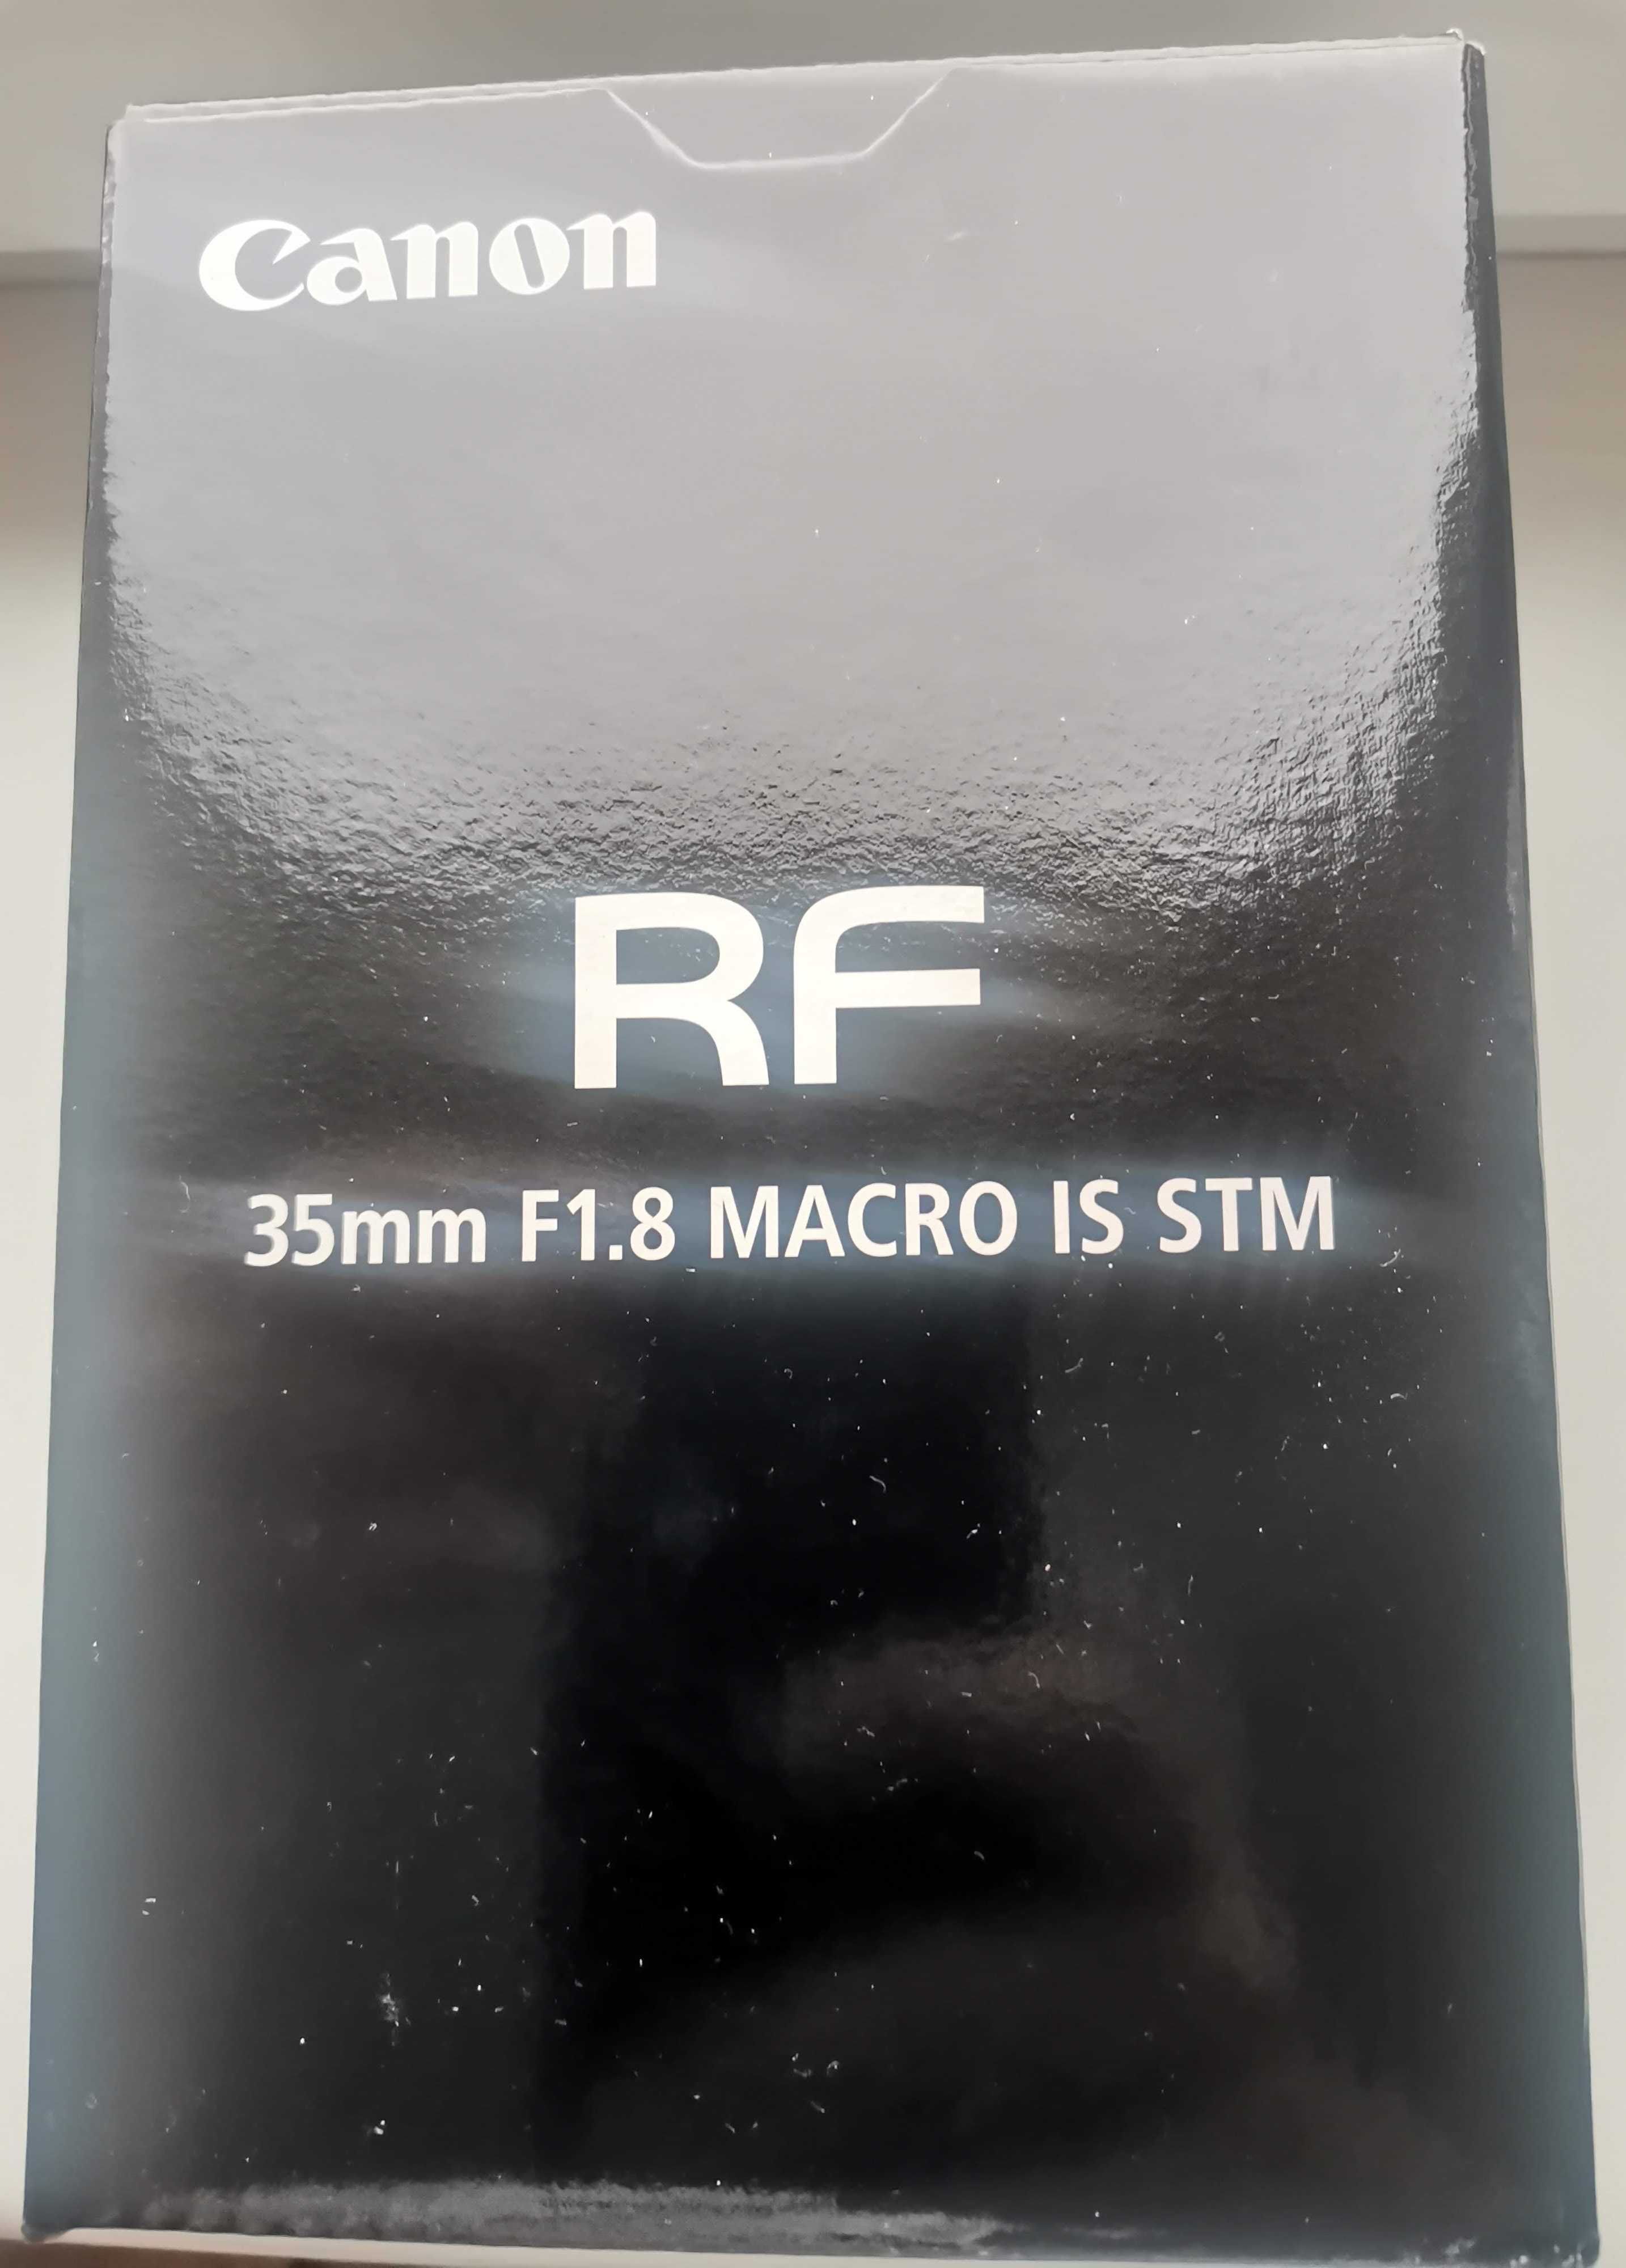 Canon
RF
35mm F1.8 MACRO IS STM